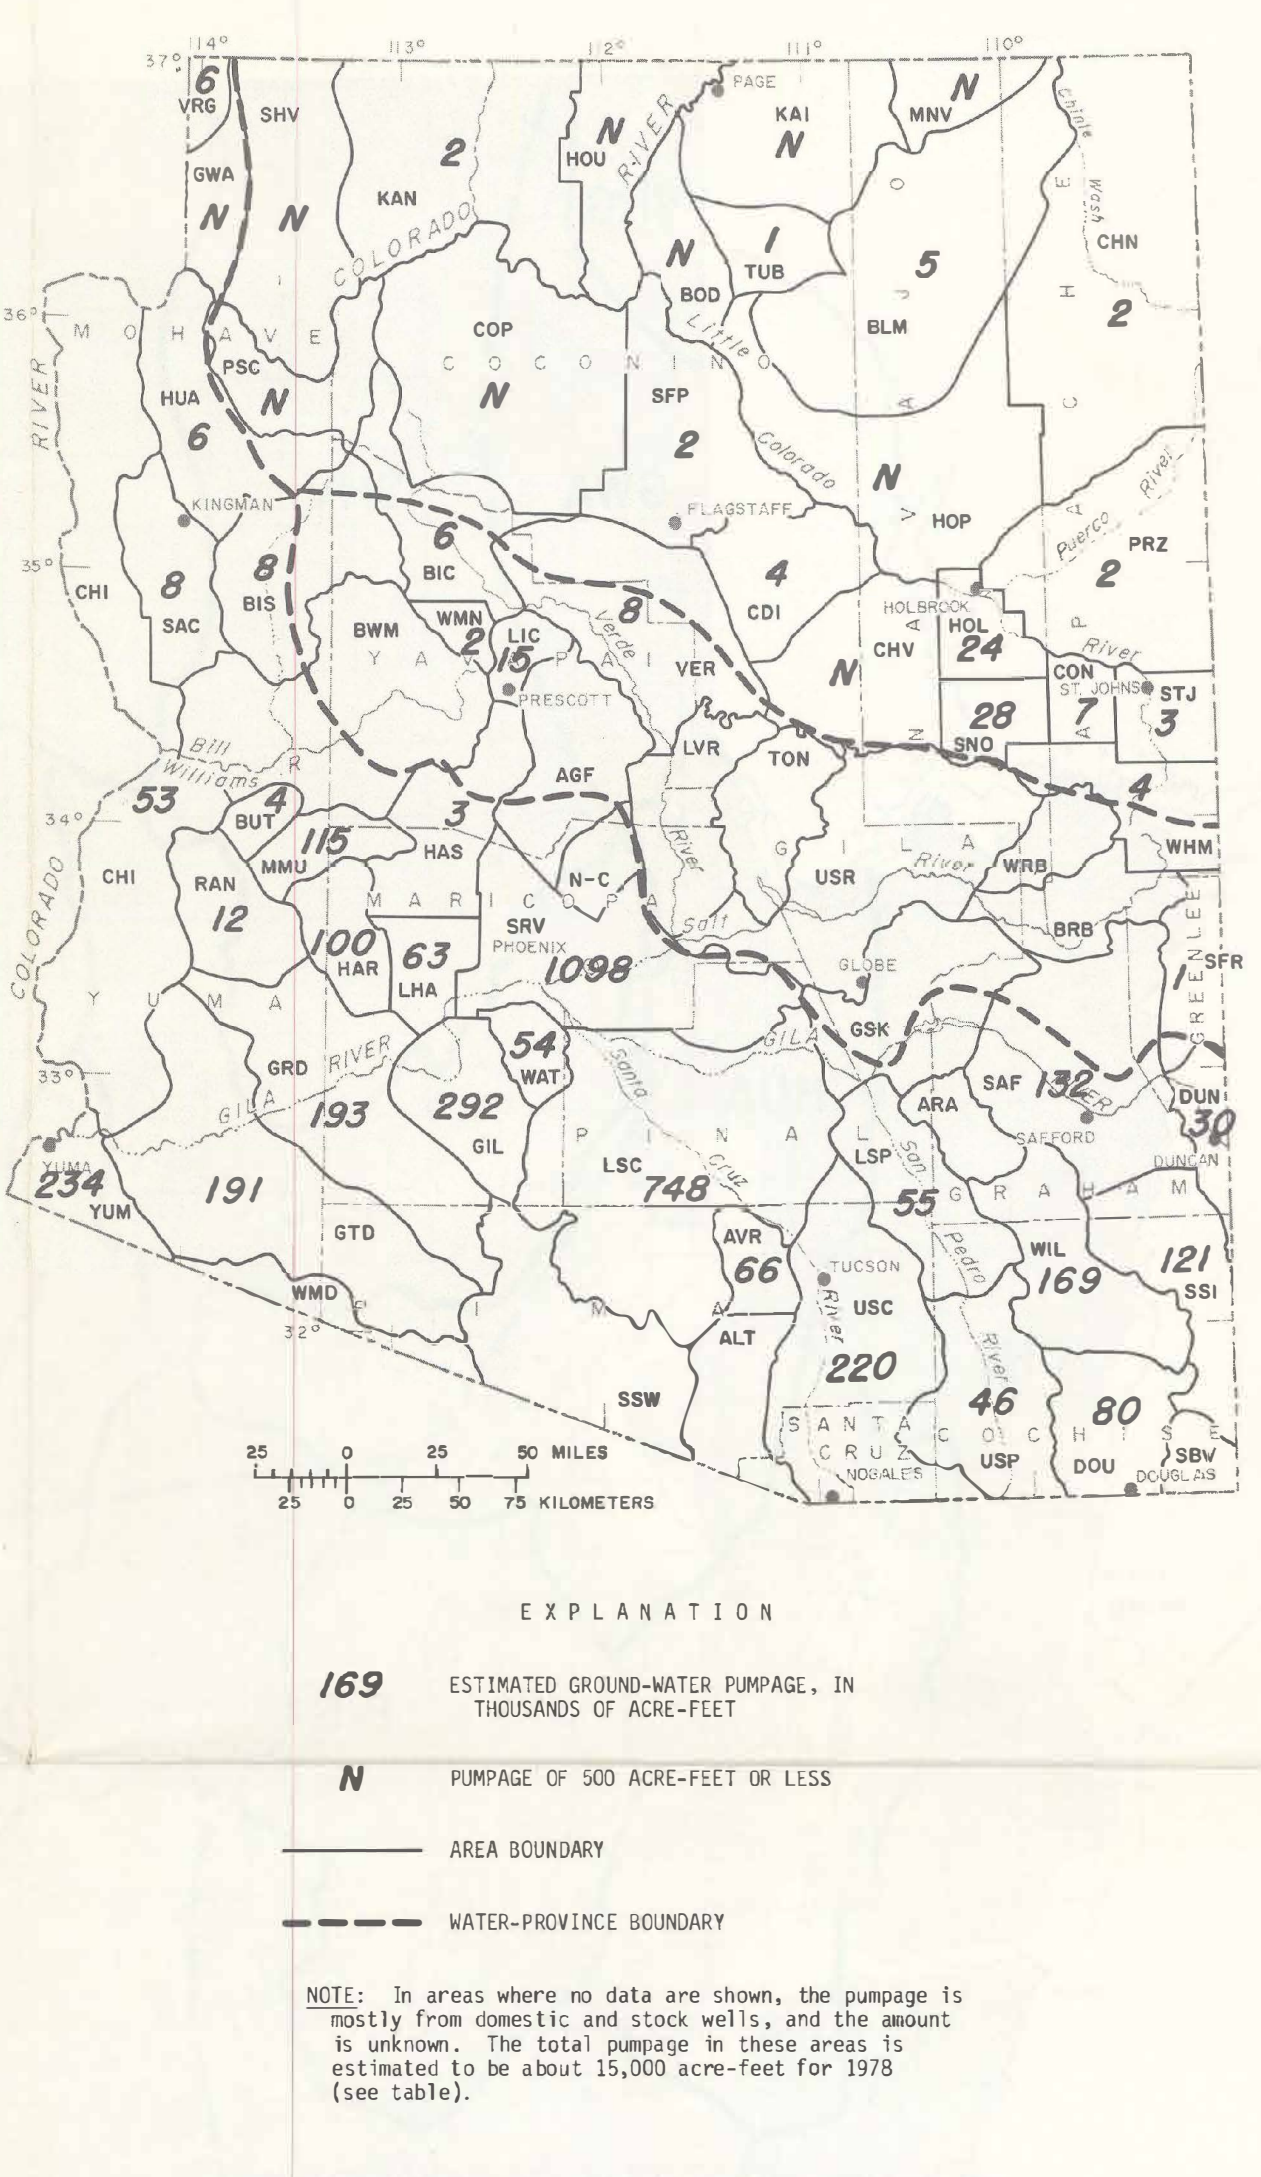 114° 113° 112° 111° 110°
37°
6
VRG
SHV
GWA
N
N
2
KAN
HOU
N
RIVER
PAGE
KAI
N
N
MNV
Chinle
Wash
COLORADO
N
BOD
1
TUB
5
BLM
CHN
2
36°
MOHAVE
PSC
N
HUA
6
RIVER
COP
COCONINO
N
SFP
2
Little
Colorado
NAVAJO
APACHE
N
HOP
KINGMAN
FLAGSTAFF
Puerco
River
PRZ
2
35°
CHI
8
SAC
8
BIS
6
BIC
BWM
WMN
2
LIC
15
YAVAPAI
PRESCOTT
Verde
8
VER
4
CDI
HOLBROOK
HOL
24
CHV
N
CON
7
ST. JOHNS
River
STJ
3
28
SNO
LVR
TON
AGF
4
Bill
Williams
R
53
34°
4
BUT
115
MMU
3
HAS
N-C
GILA
USR
River
WRB
WHM
CHI
RAN
12
MARICOPA
SRV
PHOENIX
1098
River
Salt
BRB
COLORADO
YUMA
100
HAR
63
LHA
GLOBE
GREENLEE
1
SFR
GSK
GILA
33°
GRD
RIVER
GILA
193
54
WAT
292
GIL
Santa
Cruz
SAF
132
RIVER
ARA
SAFFORD
DUN
30
DUNCAN
YUMA
234
YUM
191
GTD
PINAL
LSC
748
LSP
San
Pedro
55
GRAHAM
WMD
PIMA
32°
AVR
66
TUCSON
River
USC
WIL
169
121
SSI
ALT
SSW
220
River
46
USP
80
DOU
SANTA
CRUZ
COCHISE
NOGALES
SBV
DOUGLAS
25 0 25 50 MILES
25 0 25 50 75 KILOMETERS
EXPLANATION
169 ESTIMATED GROUND-WATER PUMPAGE, IN
THOUSANDS OF ACRE-FEET
N PUMPAGE OF 500 ACRE-FEET OR LESS
AREA BOUNDARY
WATER-PROVINCE BOUNDARY
NOTE: In areas where no data are shown, the pumpage is
mostly from domestic and stock wells, and the amount
is unknown. The total pumpage in these areas is
estimated to be about 15,000 acre-feet for 1978
(see table).